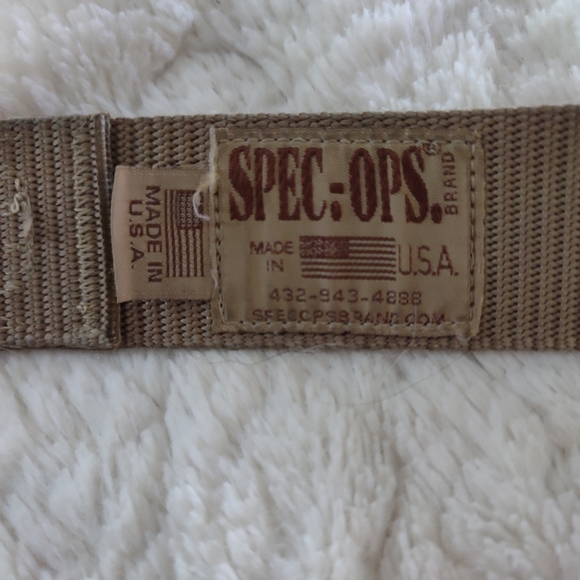 MADE IN
U.S.A.
SPEC.-OPS.®
BRAND
MADE IN U.S.A.
432-943-4888
SPECOPSBRAND.COM